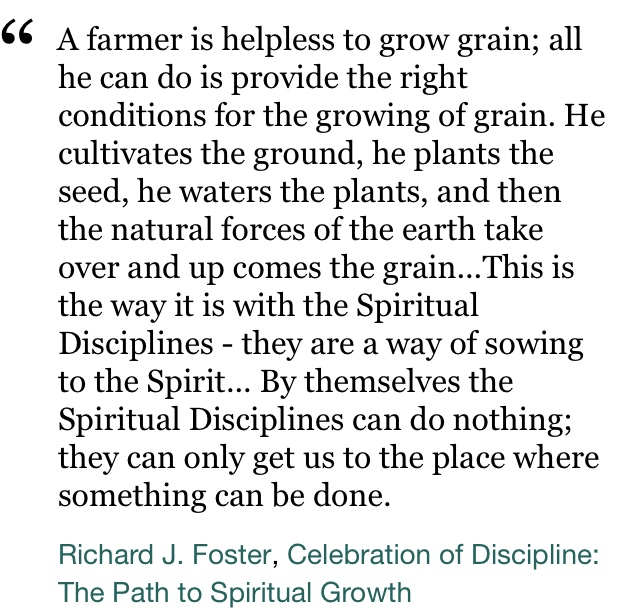 “ A farmer is helpless to grow grain; all
he can do is provide the right
conditions for the growing of grain. He
cultivates the ground, he plants the
seed, he waters the plants, and then
the natural forces of the earth take
over and up comes the grain...This is
the way it is with the Spiritual
Disciplines - they are a way of sowing
to the Spirit... By themselves the
Spiritual Disciplines can do nothing;
they can only get us to the place where
something can be done.
Richard J. Foster, Celebration of Discipline:
The Path to Spiritual Growth